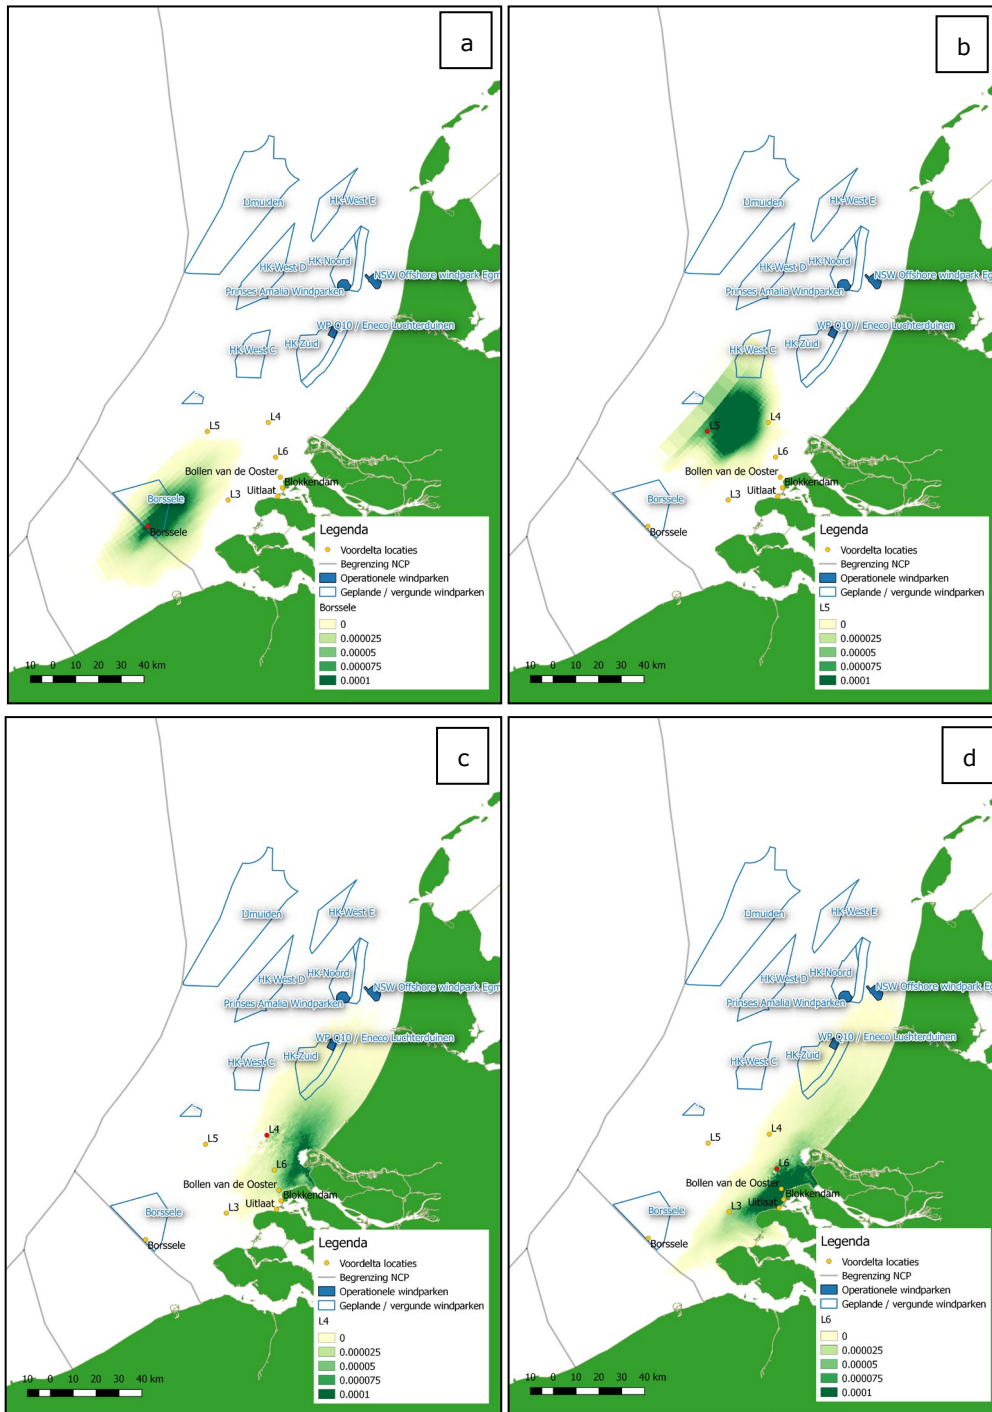 a
IJmuiden
HK-West E
HK-West D
HK-Noord
NSW Offshore windpark Egm
Prinses Amalia Windparken
WP Q10 / Eneco Luchterduinen
HK-West C
HK-Zuid
L4
L5
L6
Bollen van de Ooster
Blokkendam
Uitlaat
L3
Borssele
Borssele
Legenda
Voordelta locaties
Begrenzing NCP
Operationele windparken
Geplande / vergunde windparken
Borssele
0
0.000025
0.00005
0.000075
0.0001
10 0 10 20 30 40 km
b
IJmuiden
HK-West E
HK-West D
HK-Noord
NSW Offshore windpark Eg
Prinses Amalia Windparken
WP Q10 / Eneco Luchterduinen
HK-West C
HK-Zuid
L4
L5
L6
Bollen van de Ooster
Blokkendam
Uitlaat
L3
Borssele
Borssele
Legenda
Voordelta locaties
Begrenzing NCP
Operationele windparken
Geplande / vergunde windparken
L5
0
0.000025
0.00005
0.000075
0.0001
10 0 10 20 30 40 km
c
IJmuiden
HK-West E
HK-West D
HK-Noord
NSW Offshore windpark Egm
Prinses Amalia Windparken
WP Q10 / Eneco Luchterduinen
HK-West C
HK-Zuid
L4
L5
L6
Bollen van de Ooster
Blokkendam
Uitlaat
L3
Borssele
Borssele
Legenda
Voordelta locaties
Begrenzing NCP
Operationele windparken
Geplande / vergunde windparken
L4
0
0.000025
0.00005
0.000075
0.0001
10 0 10 20 30 40 km
d
IJmuiden
HK-West E
HK-West D
HK-Noord
NSW Offshore windpark Eg
Prinses Amalia Windparken
WP Q10 / Eneco Luchterduinen
HK-West C
HK-Zuid
L4
L5
L6
Bollen van de Ooster
Blokkendam
Uitlaat
L3
Borssele
Borssele
Legenda
Voordelta locaties
Begrenzing NCP
Operationele windparken
Geplande / vergunde windparken
L6
0
0.000025
0.00005
0.000075
0.0001
10 0 10 20 30 40 km